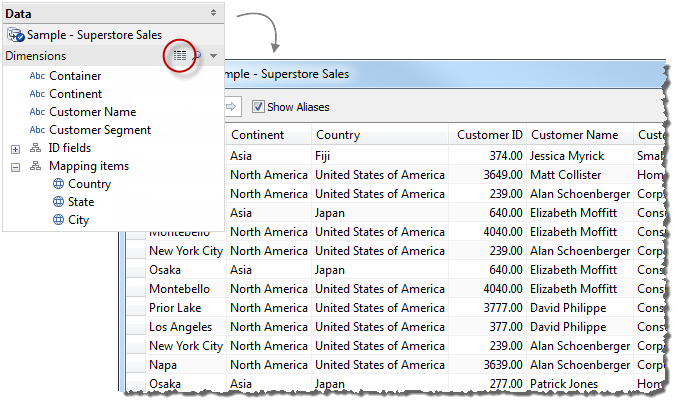 Data
Sample - Superstore Sales
Dimensions
Abc Container
Abc Continent
Abc Customer Name
Abc Customer Segment
ID fields
Mapping items
Country
State
City
mple - Superstore Sales
Show Aliases
Continent Country Customer ID Customer Name Custo
Asia Fiji 374.00 Jessica Myrick Smal
North America United States of America 3649.00 Matt Collister Hom
North America United States of America 239.00 Alan Schoenberger Corp
Asia Japan 640.00 Elizabeth Moffitt Cons
Montebello North America United States of America 4040.00 Elizabeth Moffitt Cons
New York City North America United States of America 239.00 Alan Schoenberger Corp
Osaka Asia Japan 640.00 Elizabeth Moffitt Cons
Montebello North America United States of America 4040.00 Elizabeth Moffitt Cons
Prior Lake North America United States of America 3777.00 David Philippe Cons
Los Angeles North America United States of America 377.00 David Philippe Cons
New York City North America United States of America 239.00 Alan Schoenberger Corp
Napa North America United States of America 3639.00 Alan Schoenberger Corp
Osaka Asia Japan 277.00 Patrick Jones Hom